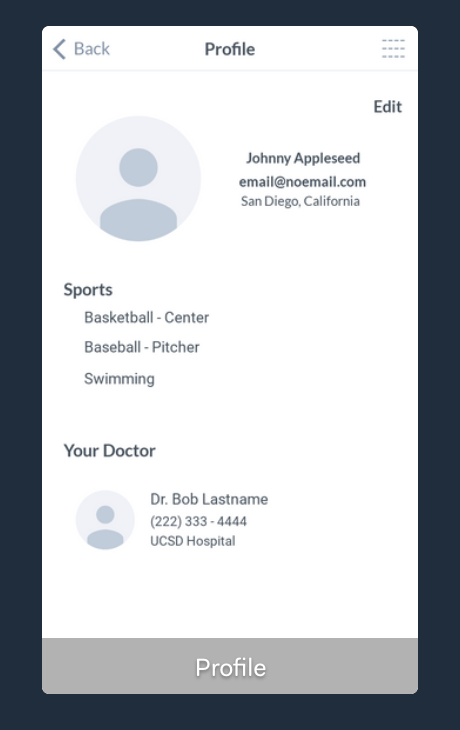 Back
Profile
Edit
Johnny Appleseed
email@noemail.com
San Diego, California
Sports
Basketball - Center
Baseball - Pitcher
Swimming
Your Doctor
Dr. Bob Lastname
(222) 333 - 4444
UCSD Hospital
Profile